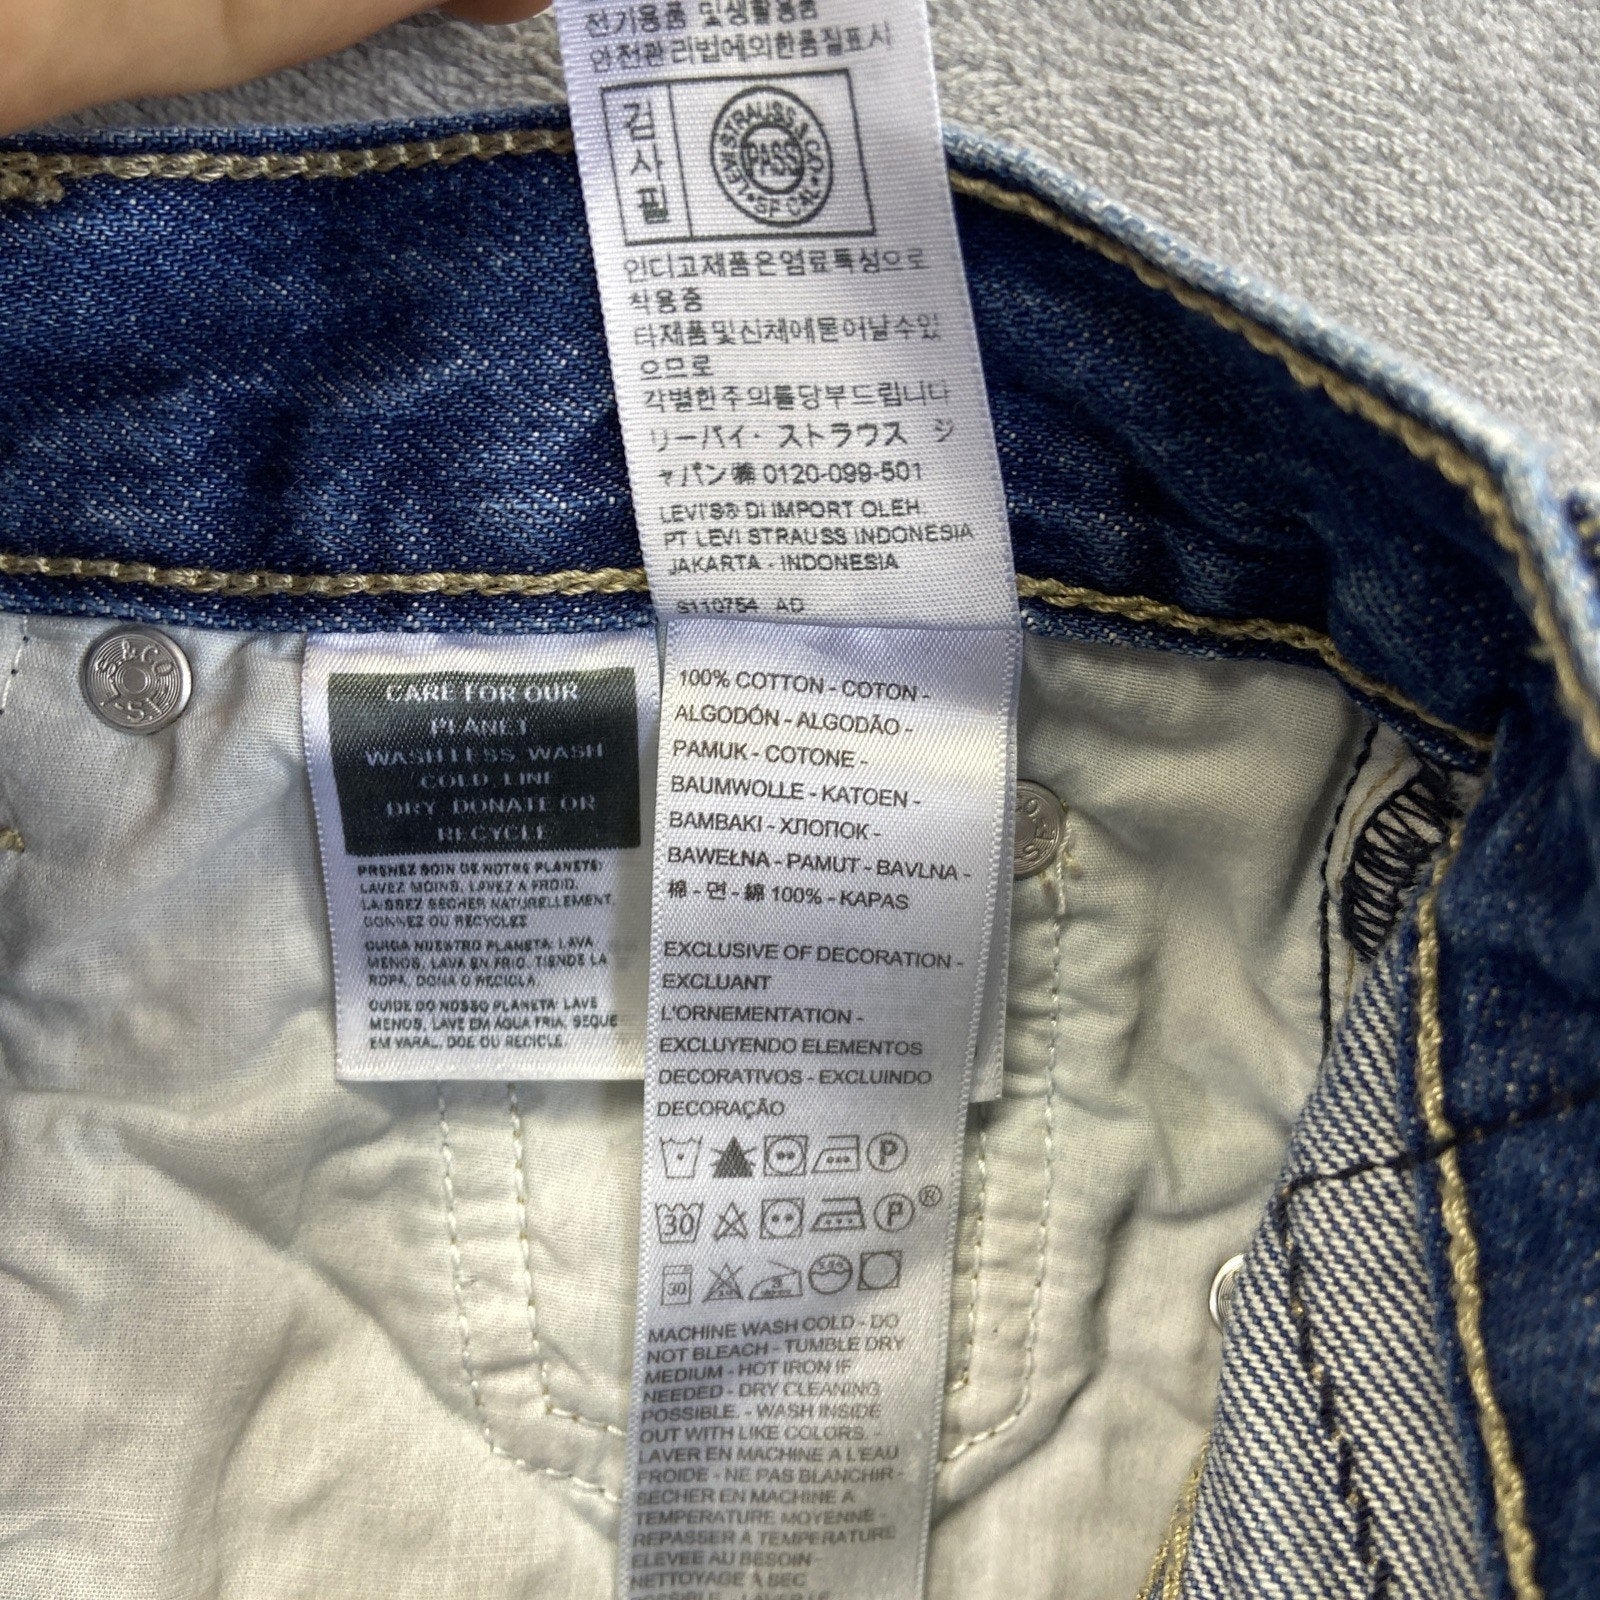 전기용품 및생활용품
안전관리법에의한품질표시
검
사
필
LEVI STRAUSS & CO
PASS
SF CAL
인디고제품은염료특성으로
착용중
타제품및신체에묻어날수있
으므로
각별한주의를당부드립니다
リーバイ・ストラウス ジ
ャパン㈱ 0120-099-501
LEVI'S® DI IMPORT OLEH:
PT LEVI STRAUSS INDONESIA
JAKARTA - INDONESIA
S110754 AD
& CO
CARE FOR OUR
PLANET
WASH LESS, WASH
COLD, LINE
DRY, DONATE OR
RECYCLE
PRENEZ SOIN DE NOTRE PLANETE:
LAVEZ MOINS, LAVEZ A FROID,
LAISSEZ SECHER NATURELLEMENT,
DONNEZ OU RECYCLEZ
CUIDA NUESTRO PLANETA: LAVA
MENOS, LAVA EN FRIO, TIENDE LA
ROPA, DONA O RECICLA.
CUIDE DO NOSSO PLANETA: LAVE
MENOS, LAVE EM AGUA FRIA, SEQUE
EM VARAL, DOE OU RECICLE.
100% COTTON - COTON -
ALGODÓN - ALGODÃO -
PAMUK - COTONE -
BAUMWOLLE - KATOEN -
BAMBAKI - ХЛОПОК -
BAWEŁNA - PAMUT - BAVLNA -
棉 - 면 - 綿 100% - KAPAS
EXCLUSIVE OF DECORATION -
EXCLUANT
L'ORNEMENTATION -
EXCLUYENDO ELEMENTOS
DECORATIVOS - EXCLUINDO
DECORAÇÃO
P
30 P ®
30
MACHINE WASH COLD - DO
NOT BLEACH - TUMBLE DRY
MEDIUM - HOT IRON IF
NEEDED - DRY CLEANING
POSSIBLE. - WASH INSIDE
OUT WITH LIKE COLORS. -
LAVER EN MACHINE A L'EAU
FROIDE - NE PAS BLANCHIR -
SECHER EN MACHINE A
TEMPERATURE MOYENNE
REPASSER A TEMPERATURE
ELEVEE AU BESOIN -
NETTOYAGE A SEC